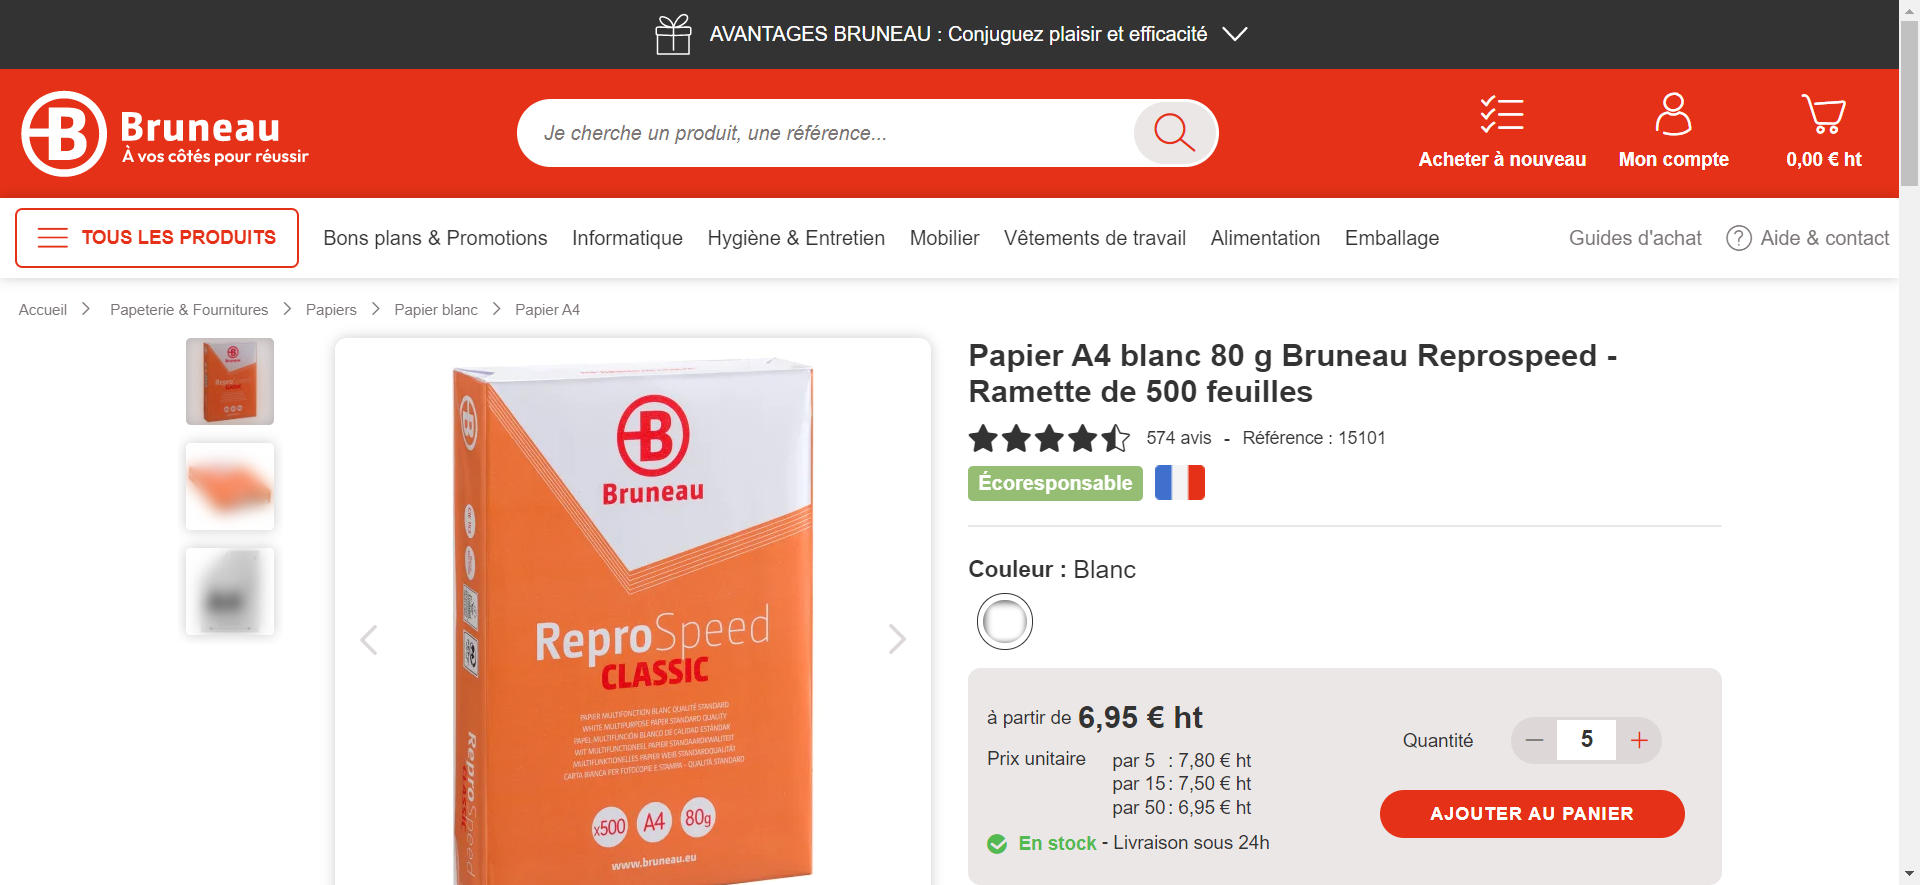 AVANTAGES BRUNEAU : Conjuguez plaisir et efficacité
B Bruneau
À vos côtés pour réussir
Je cherche un produit, une référence...
Acheter à nouveau
Mon compte
0,00 € ht
TOUS LES PRODUITS
Bons plans & Promotions
Informatique
Hygiène & Entretien
Mobilier
Vêtements de travail
Alimentation
Emballage
Guides d'achat
? Aide & contact
Accueil > Papeterie & Fournitures > Papiers > Papier blanc > Papier A4
B
Bruneau
ReproSpeed
CLASSIC
PAPIER MULTIFONCTION BLANC QUALITÉ STANDARD
WHITE MULTIPURPOSE PAPER STANDARD QUALITY
PAPEL MULTIFUNCIÓN BLANCO DE CALIDAD ESTÁNDAR
WIT MULTIFUNCTIONEEL PAPIER STANDAARDKWALITEIT
MULTIFUNKTIONELLES PAPIER WEIß STANDARDQUALITÄT
CARTA BIANCA PER FOTOCOPIE E STAMPA - QUALITÀ STANDARD
x500 A4 80g
www.bruneau.eu
ReproSpeed
CLASSIC
Papier A4 blanc 80 g Bruneau Reprospeed -
Ramette de 500 feuilles
574 avis - Référence : 15101
Écoresponsable
Couleur : Blanc
à partir de 6,95 € ht
Prix unitaire
par 5 : 7,80 € ht
par 15 : 7,50 € ht
par 50 : 6,95 € ht
En stock - Livraison sous 24h
Quantité
5
AJOUTER AU PANIER